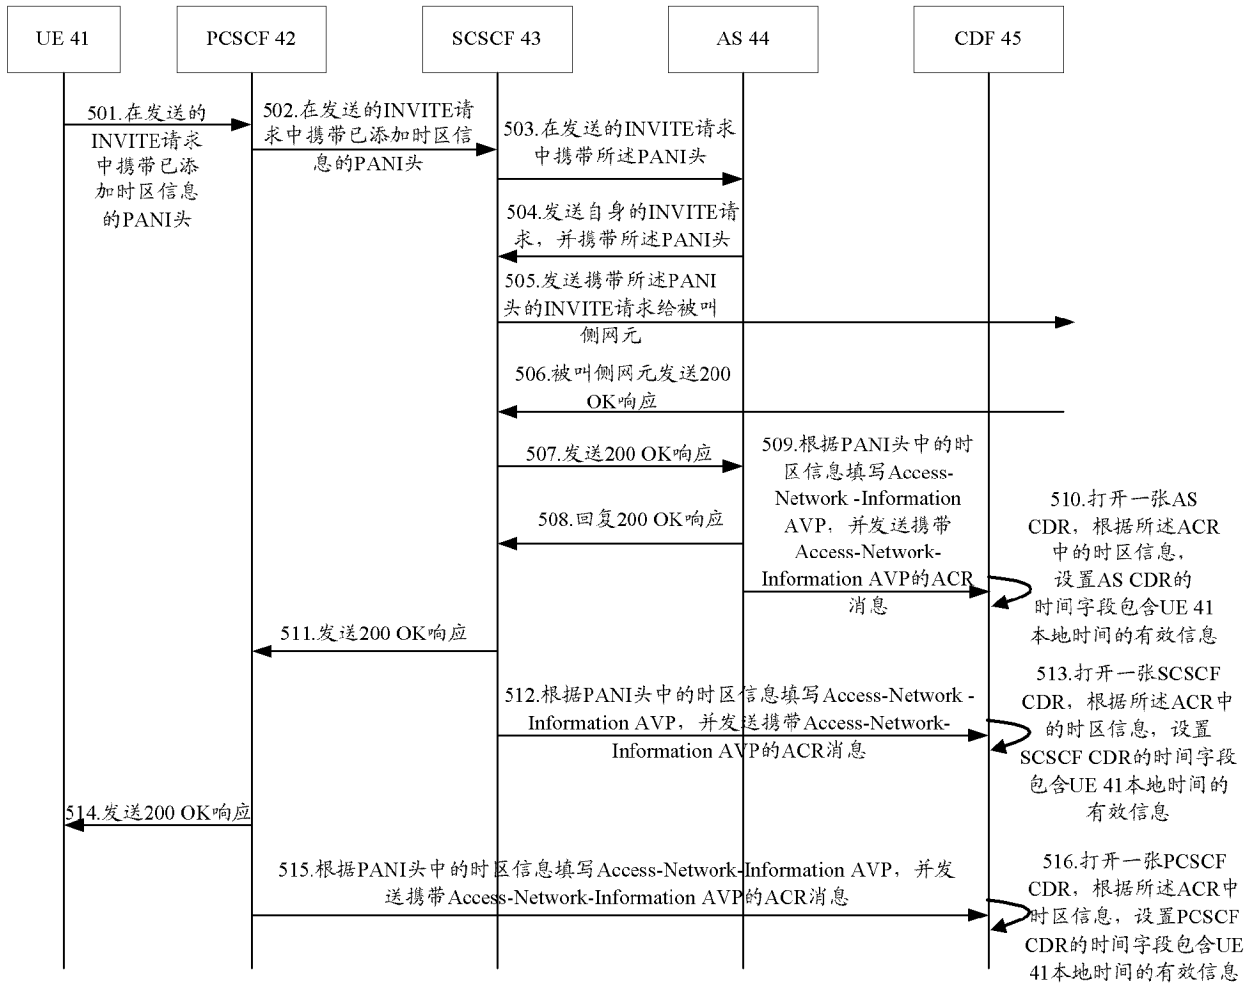 UE 41
PCSCF 42
SCSCF 43
AS 44
CDF 45
501.在发送的
INVITE请求
中携带已添
加时区信息
的PANI头
502.在发送的INVITE请
求中携带已添加时区信
息的PANI头
503.在发送的INVITE请求
中携带所述PANI头
504.发送自身的INVITE请
求，并携带所述PANI头
505.发送携带所述PANI
头的INVITE请求给被叫
侧网元
506.被叫侧网元发送200
OK响应
507.发送200 OK响应
508.回复200 OK响应
509.根据PANI头中的时
区信息填写Access-
Network -Information
AVP，并发送携带
Access-Network-
Information AVP的ACR
消息
510.打开一张AS
CDR，根据所述ACR
中的时区信息，
设置AS CDR的
时间字段包含UE 41
本地时间的有效信息
511.发送200 OK响应
512.根据PANI头中的时区信息填写Access-Network -
Information AVP，并发送携带Access-Network-
Information AVP的ACR消息
513.打开一张SCSCF
CDR，根据所述ACR中
的时区信息，设置
SCSCF CDR的时间字段
包含UE 41本地时间的
有效信息
514.发送200 OK响应
515.根据PANI头中的时区信息填写Access-Network-Information AVP，并发
送携带Access-Network-Information AVP的ACR消息
516.打开一张PCSCF
CDR，根据所述ACR中
时区信息，设置PCSCF
CDR的时间字段包含UE
41本地时间的有效信息